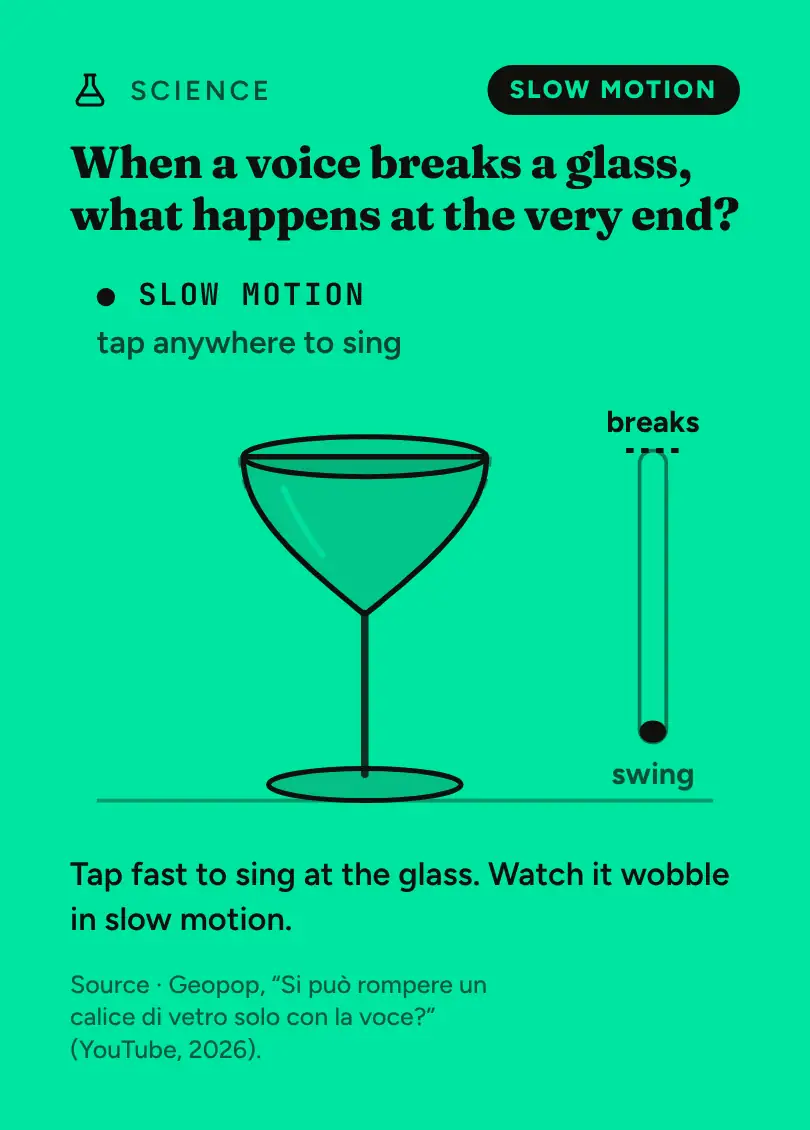 SCIENCE
SLOW MOTION
When a voice breaks a glass,
what happens at the very end?
SLOW MOTION
tap anywhere to sing
breaks
swing
Tap fast to sing at the glass. Watch it wobble
in slow motion.
Source · Geopop, “Si può rompere un
calice di vetro solo con la voce?”
(YouTube, 2026).